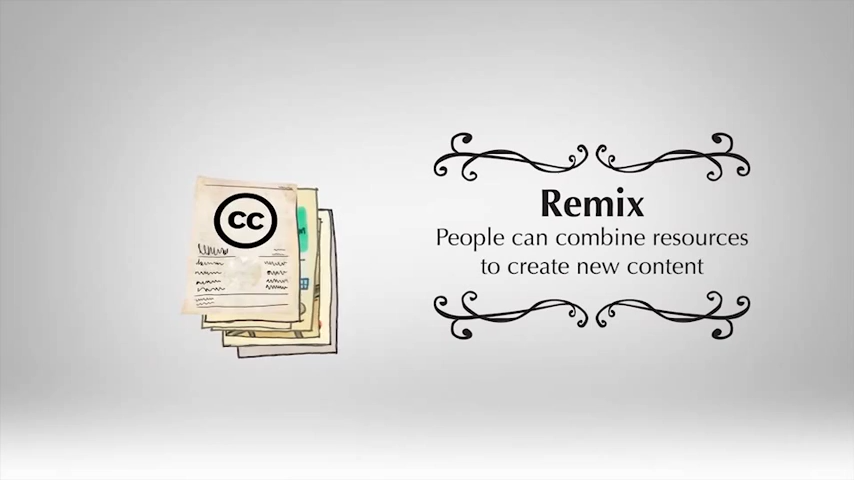 cc
Remix
People can combine resources
to create new content